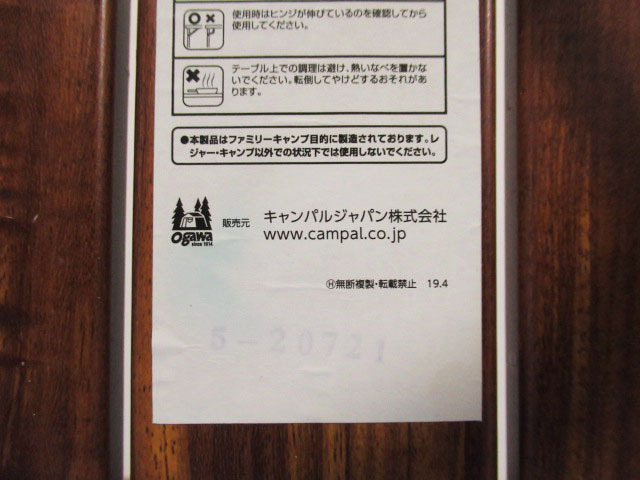 使用時はヒンジが伸びているのを確認してから
使用してください。
テーブル上での調理は避け、熱いなべを置かな
いでください。転倒してやけどするおそれがあ
ります。
●本製品はファミリーキャンプ目的に製造されております。レ
ジャー・キャンプ以外での状況下では使用しないでください。
ogawa
since 1914
販売元
キャンパルジャパン株式会社
www.campal.co.jp
Ⓗ無断複製・転載禁止 19.4
5-20721